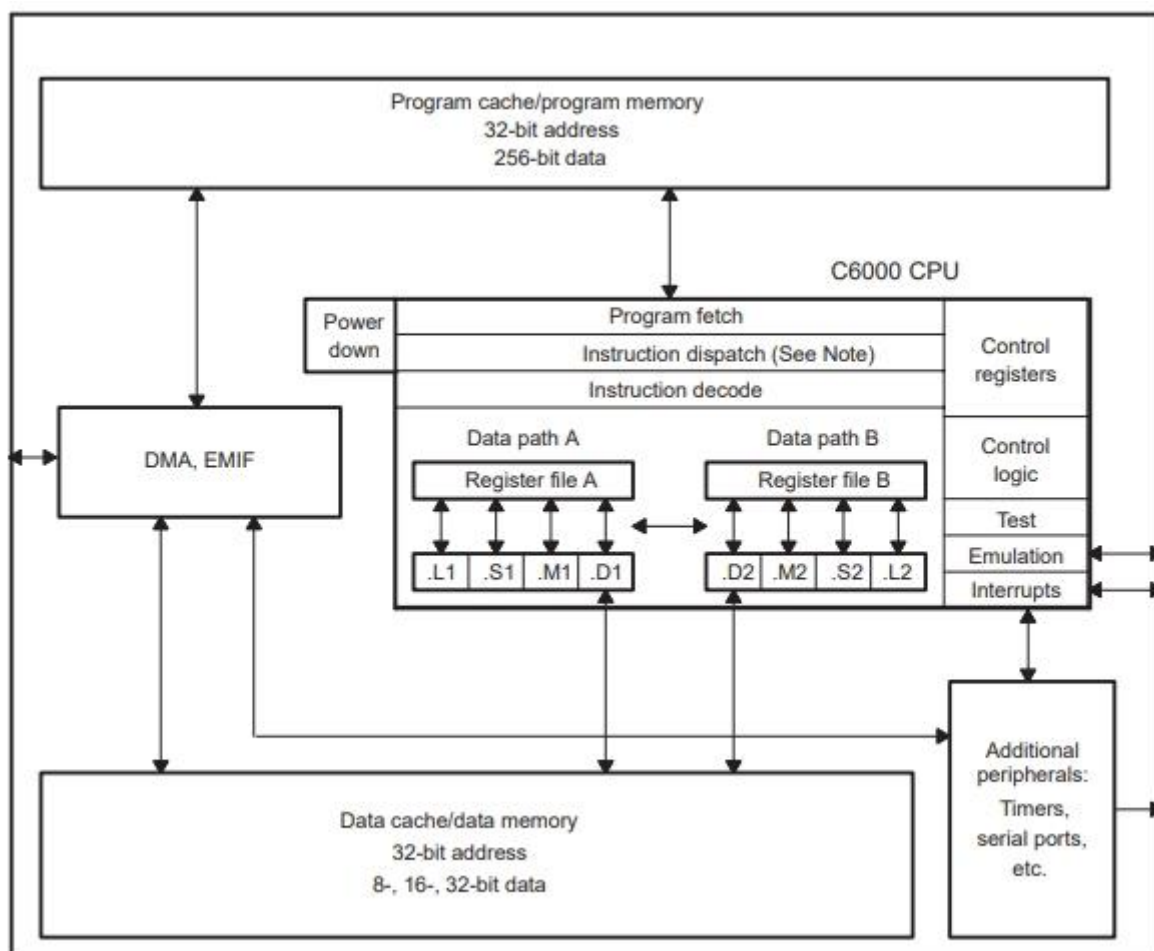 Program cache/program memory
32-bit address
256-bit data
C6000 CPU
Power
down
Program fetch
Instruction dispatch (See Note)
Instruction decode
Control
registers
DMA, EMIF
Data path A
Data path B
Register file A
Register file B
Control
logic
Test
.L1 .S1 .M1 .D1
.D2 .M2 .S2 .L2
Emulation
Interrupts
Additional
peripherals:
Timers,
serial ports,
etc.
Data cache/data memory
32-bit address
8-, 16-, 32-bit data